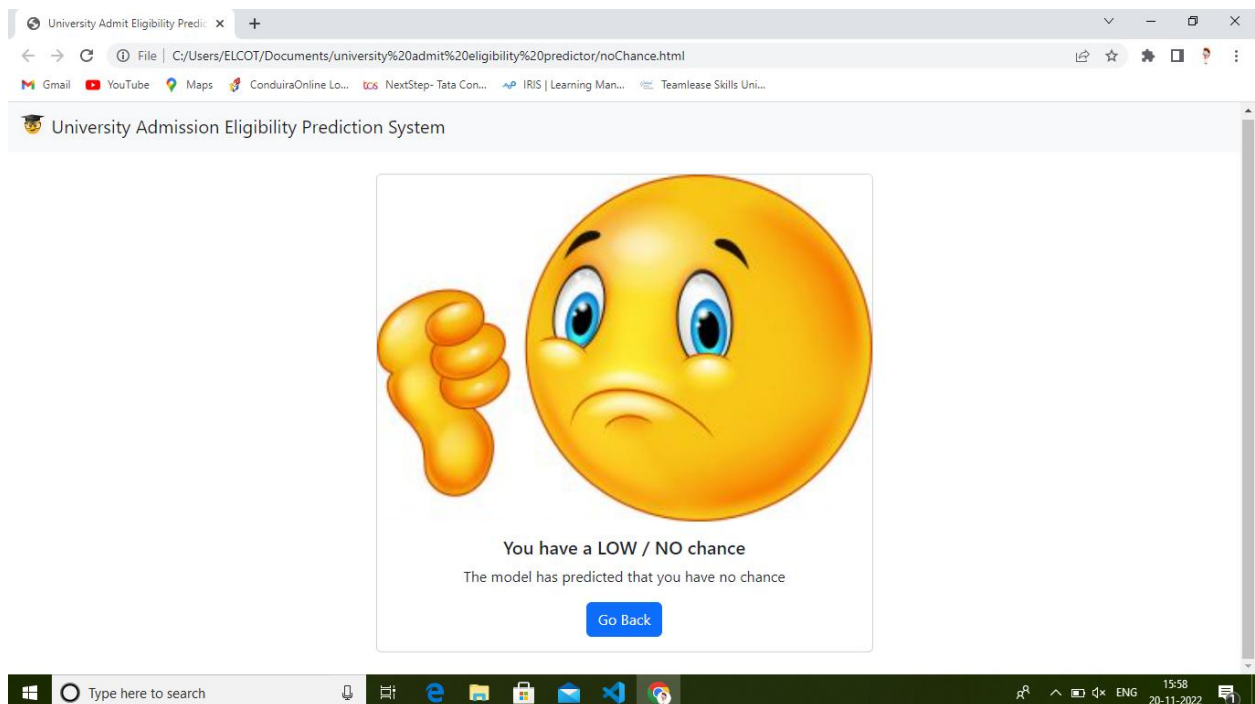 University Admit Eligibility Predic
File | C:/Users/ELCOT/Documents/university%20admit%20eligibility%20predictor/noChance.html
Gmail YouTube Maps ConduiraOnline Lo... tcs NextStep- Tata Con... IRIS | Learning Man... Teamlease Skills Uni...
University Admission Eligibility Prediction System
You have a LOW / NO chance
The model has predicted that you have no chance
Go Back
Type here to search
ENG
15:58
20-11-2022
1